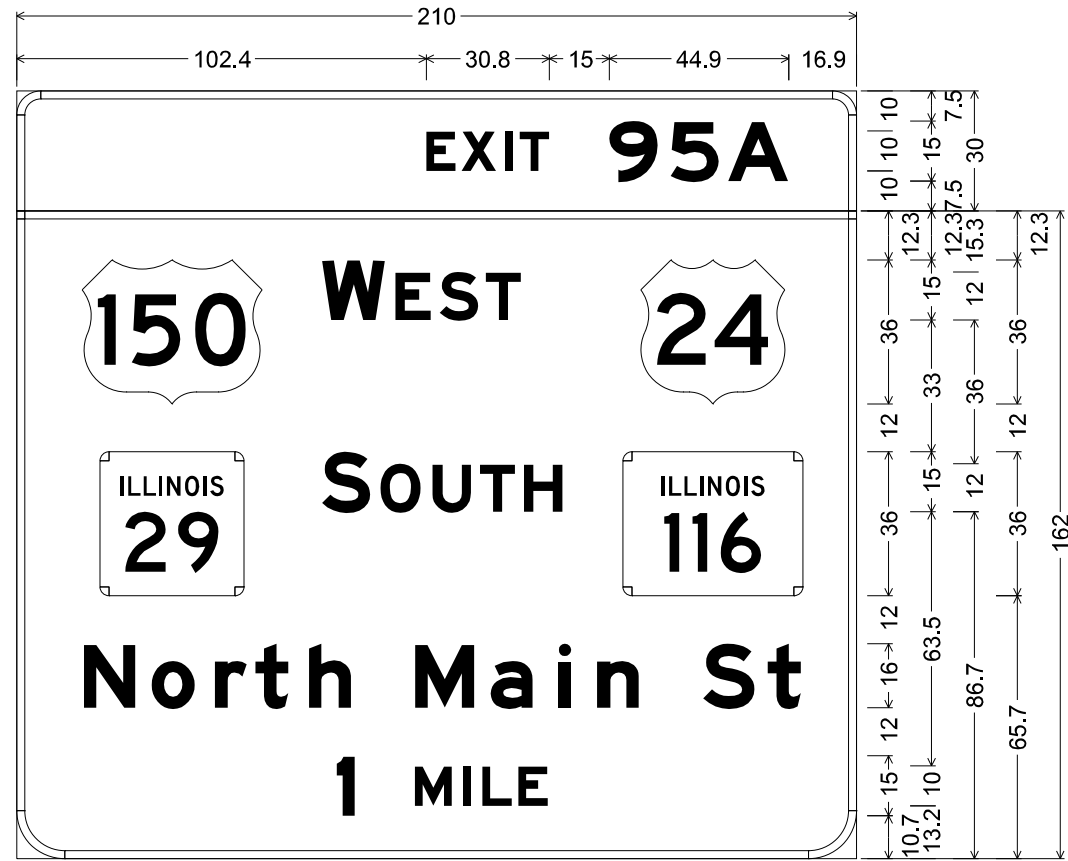 210
102.4 30.8 15 44.9 16.9
EXIT 95A
150 WEST 24
ILLINOIS 29 SOUTH ILLINOIS 116
North Main St
1 MILE
10 10 10 12.3 36 12 36 12 16 12 15 10.7
7.5 15 7.5 12.3 15 33 15 63.5 10 13.2
30 15.3 12 36 12 86.7
12.3 36 12 36 65.7
162